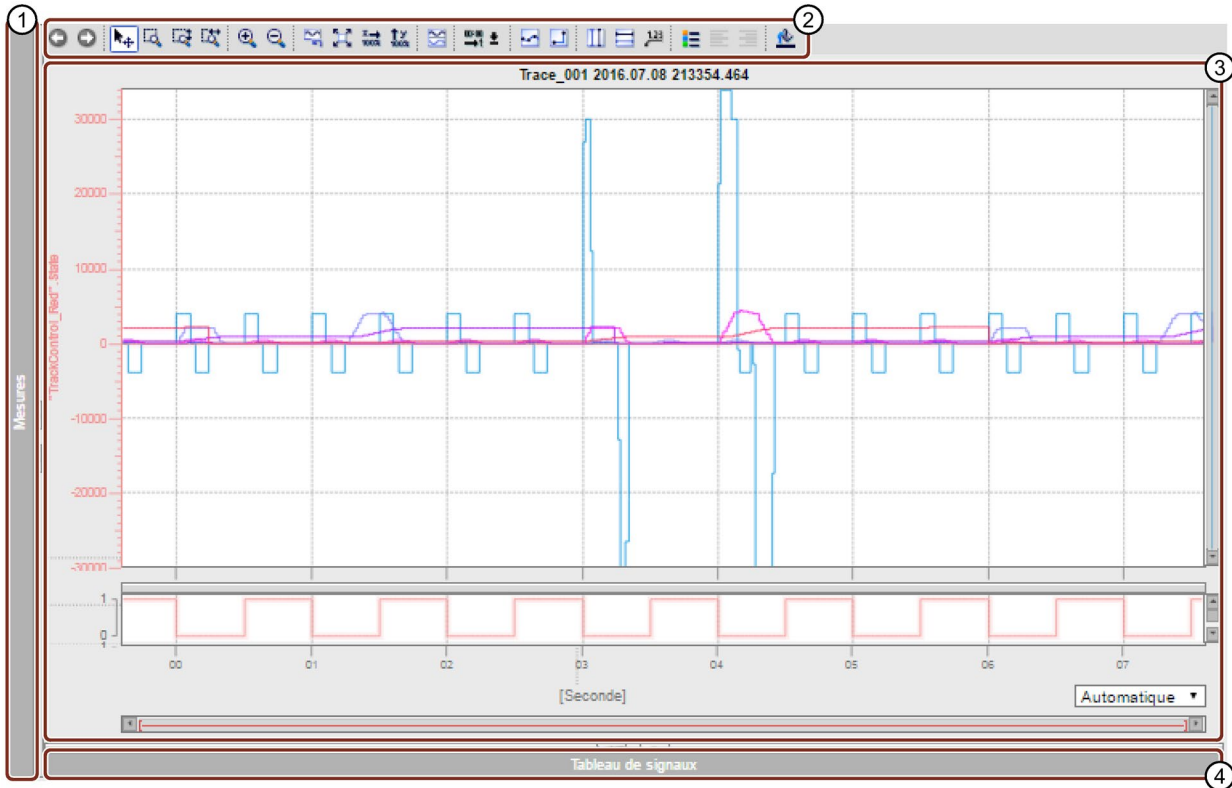 1
2
Trace_001 2016.07.08 213354.464
3
30000
20000
10000
0
-10000
-20000
-30000
"TrackControl_Red".State
Mesures
1
0
1
00 01 02 03 04 05 06 07
[Seconde]
Automatique
Tableau de signaux
4